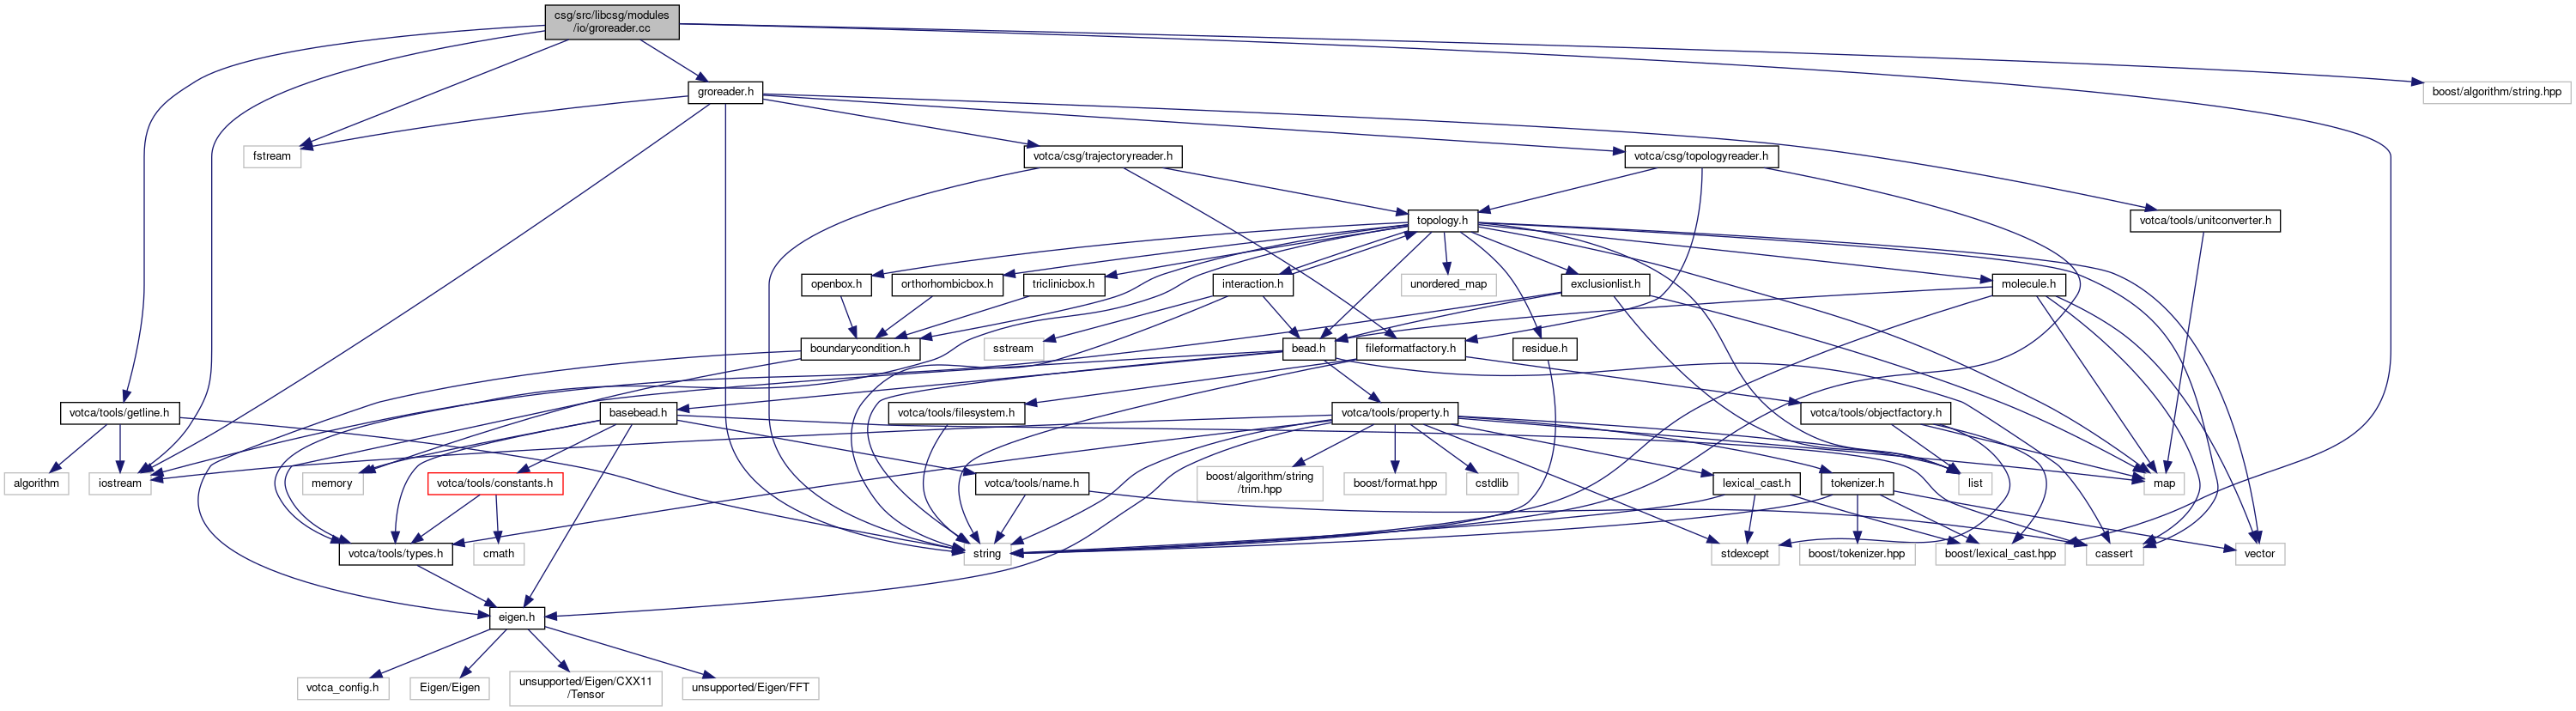 csg/src/libcsg/modules
/io/groreader.cc
groreader.h
boost/algorithm/string.hpp
fstream
votca/csg/trajectoryreader.h
votca/csg/topologyreader.h
topology.h
votca/tools/unitconverter.h
openbox.h
orthorhombicbox.h
triclinicbox.h
interaction.h
unordered_map
exclusionlist.h
molecule.h
boundarycondition.h
sstream
bead.h
fileformatfactory.h
residue.h
votca/tools/getline.h
basebead.h
votca/tools/filesystem.h
votca/tools/property.h
votca/tools/objectfactory.h
algorithm
iostream
memory
votca/tools/constants.h
votca/tools/name.h
boost/algorithm/string
/trim.hpp
boost/format.hpp
cstdlib
lexical_cast.h
tokenizer.h
list
map
votca/tools/types.h
cmath
string
stdexcept
boost/tokenizer.hpp
boost/lexical_cast.hpp
cassert
vector
eigen.h
votca_config.h
Eigen/Eigen
unsupported/Eigen/CXX11
/Tensor
unsupported/Eigen/FFT